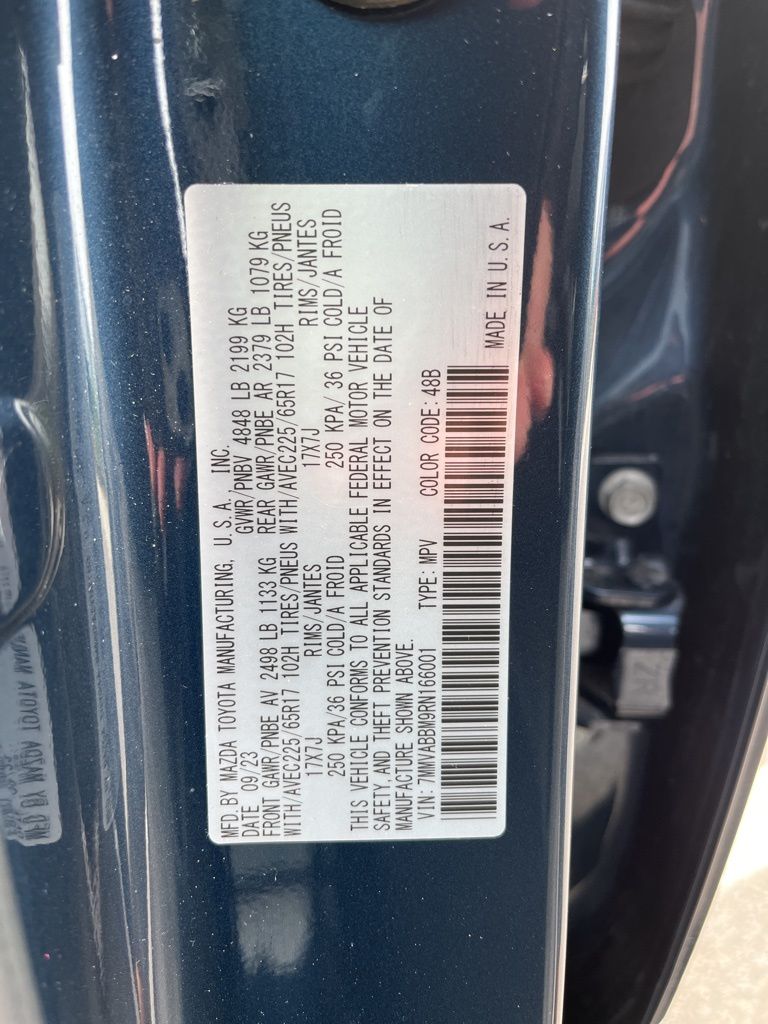 MFD. BY MAZDA TOYOTA MANUFACTURING, U.S.A. INC.
DATE 09/23 GVWR/PNBV 4848 LB 2199 KG
FRONT GAWR/PNBE AV 2498 LB 1133 KG REAR GAWR/PNBE AR 2379 LB 1079 KG
WITH/AVEC225/65R17 102H TIRES/PNEUS WITH/AVEC225/65R17 102H TIRES/PNEUS
17X7J RIMS/JANTES 17X7J RIMS/JANTES
250 KPA/36 PSI COLD/A FROID 250 KPA/36 PSI COLD/A FROID
THIS VEHICLE CONFORMS TO ALL APPLICABLE FEDERAL MOTOR VEHICLE
SAFETY AND THEFT PREVENTION STANDARDS IN EFFECT ON THE DATE OF
MANUFACTURE SHOWN ABOVE.
VIN: 7MMVABBM9RN166001 TYPE: MPV COLOR CODE: 48B
MADE IN U.S.A.
2R